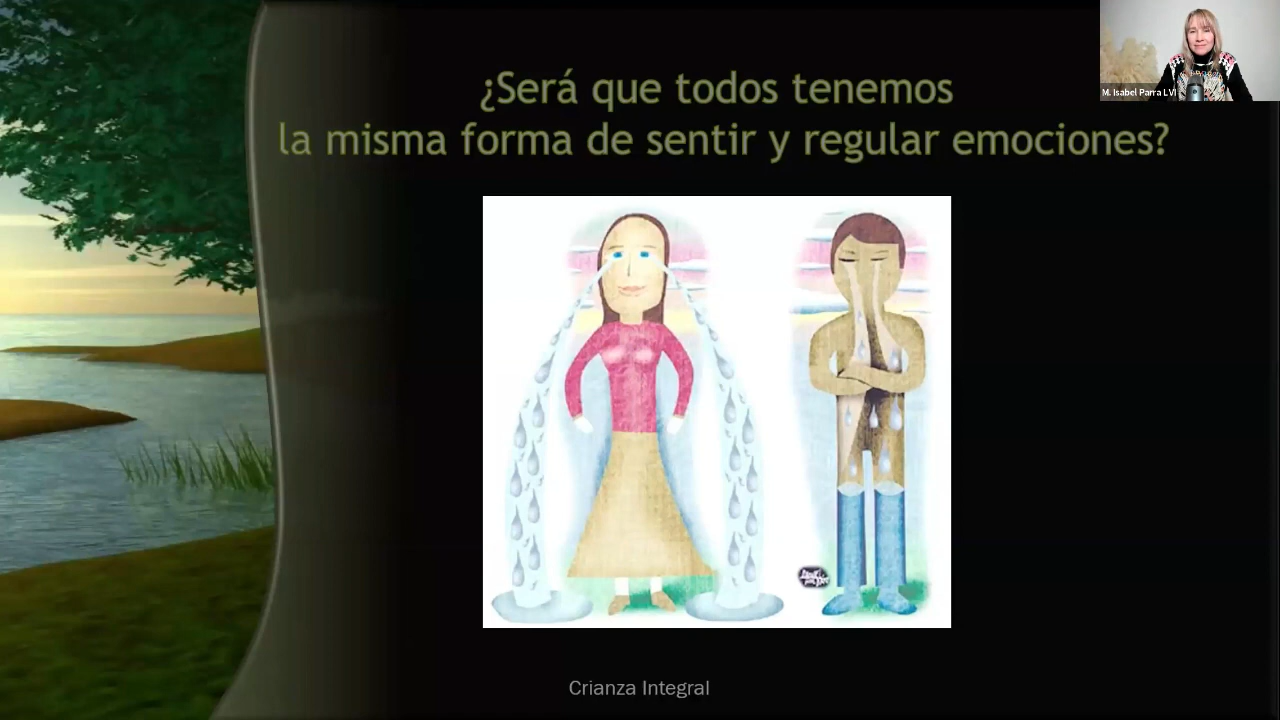 ¿Será que todos tenemos
la misma forma de sentir y regular emociones?
M. Isabel Parra LVI
Crianza Integral